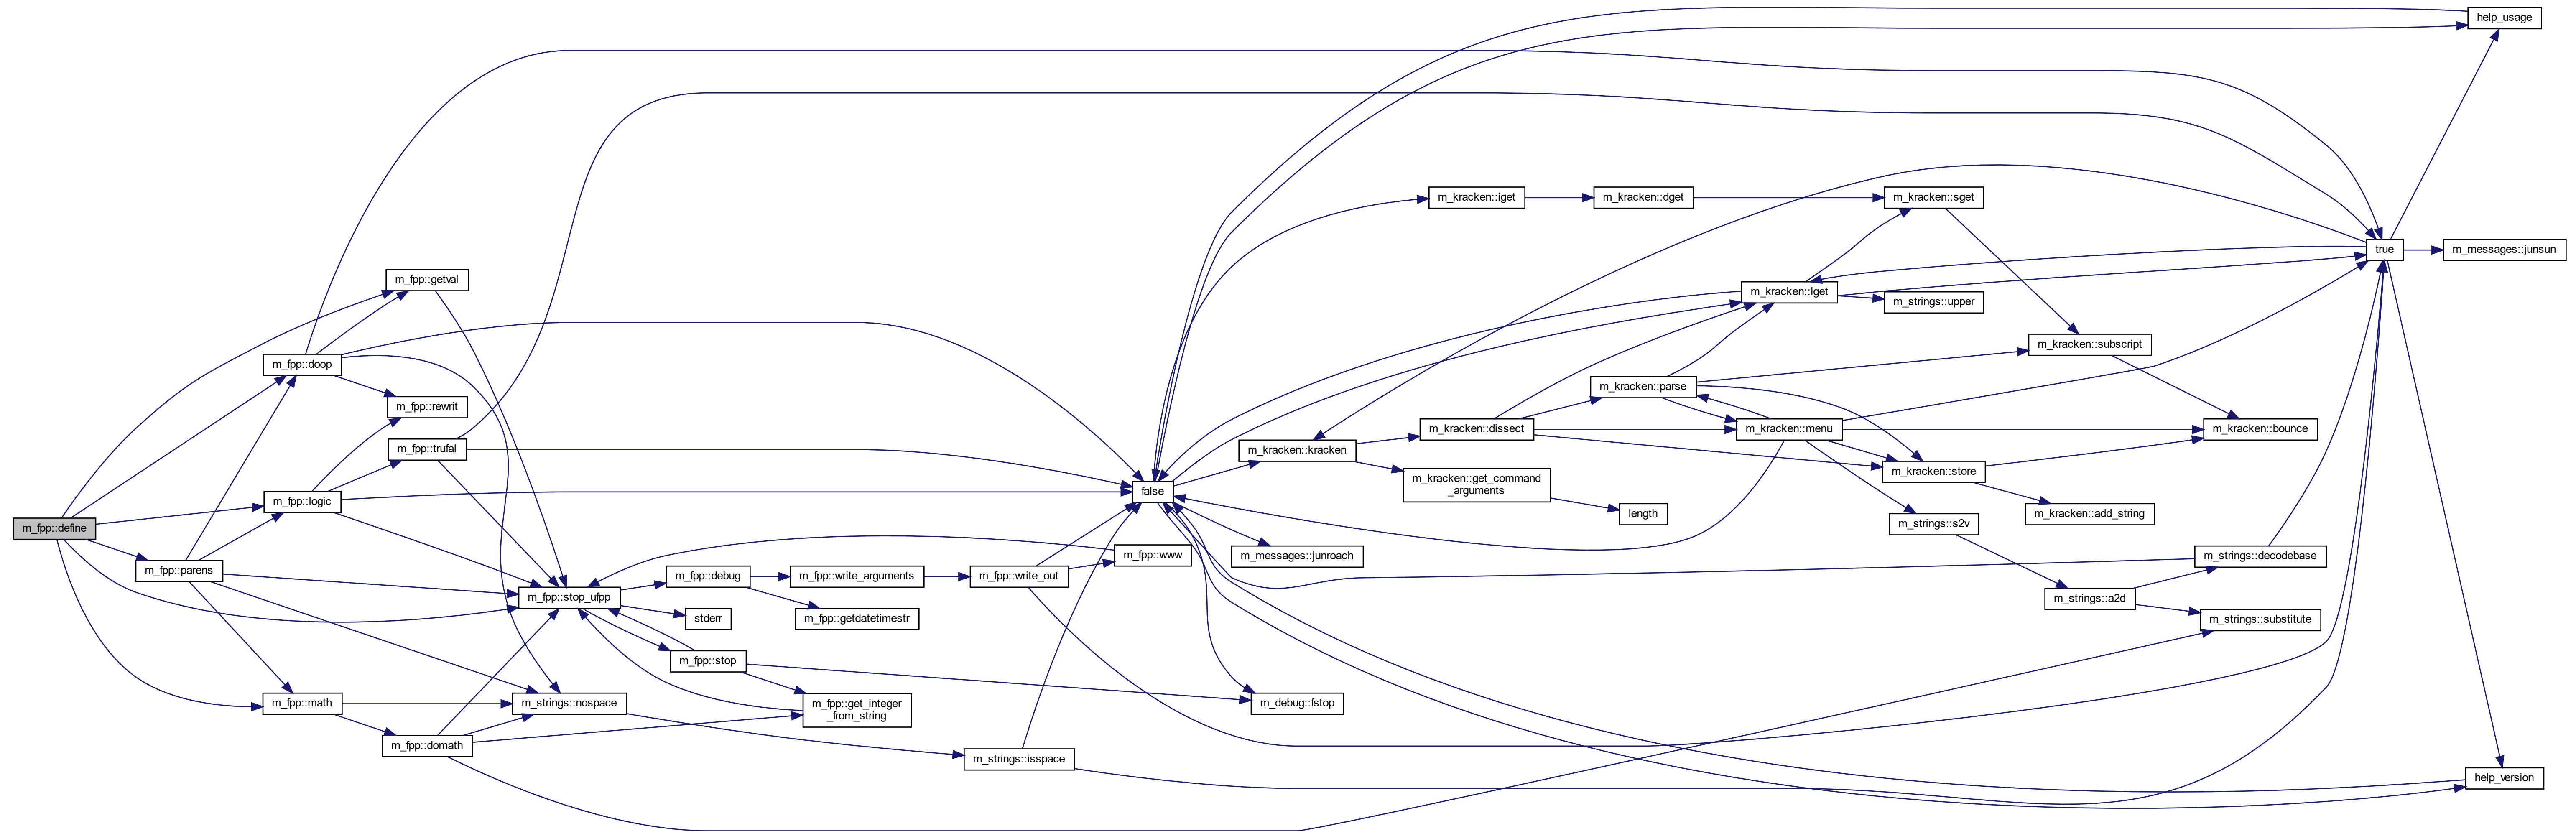 help_usage
m_kracken::iget
m_kracken::dget
m_kracken::sget
true
m_messages::junsun
m_fpp::getval
m_kracken::lget
m_strings::upper
m_kracken::subscript
m_fpp::doop
m_kracken::parse
m_fpp::rewrit
m_kracken::dissect
m_kracken::menu
m_kracken::bounce
m_fpp::trufal
m_kracken::kracken
m_kracken::store
m_kracken::get_command
_arguments
false
m_fpp::logic
length
m_kracken::add_string
m_fpp::define
m_strings::s2v
m_fpp::www
m_messages::junroach
m_strings::decodebase
m_fpp::parens
m_fpp::debug
m_fpp::write_arguments
m_fpp::write_out
m_fpp::stop_ufpp
m_strings::a2d
stderr
m_fpp::getdatetimestr
m_strings::substitute
m_fpp::stop
m_fpp::math
m_strings::nospace
m_fpp::get_integer
_from_string
m_debug::fstop
m_fpp::domath
m_strings::isspace
help_version